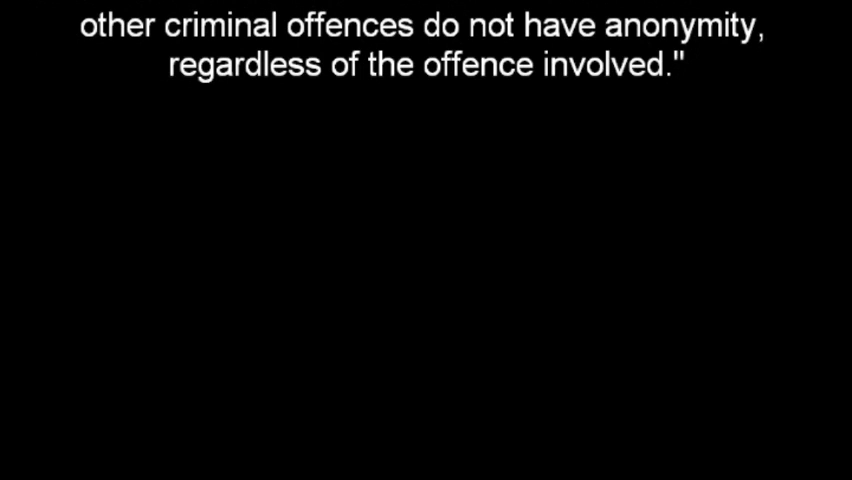 other criminal offences do not have anonymity,
regardless of the offence involved."